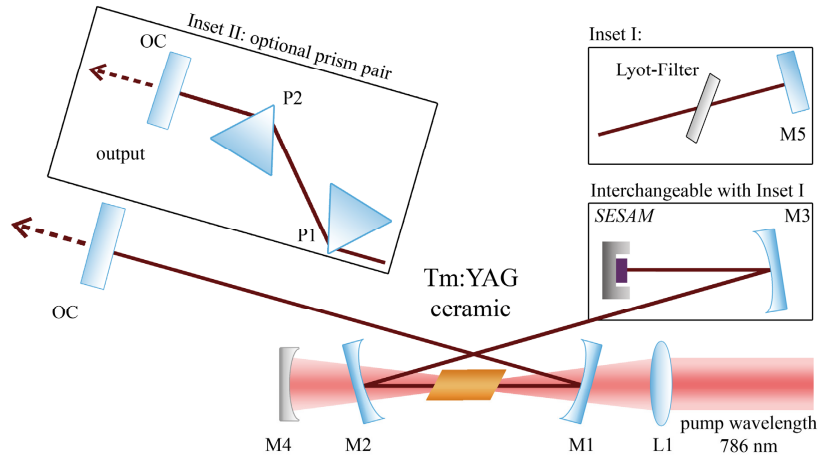 Inset II: optional prism pair
OC
P2
output
P1
OC
Inset I:
Lyot-Filter
M5
Interchangeable with Inset I
SESAM
M3
Tm:YAG
ceramic
M4
M2
M1
L1
pump wavelength
786 nm